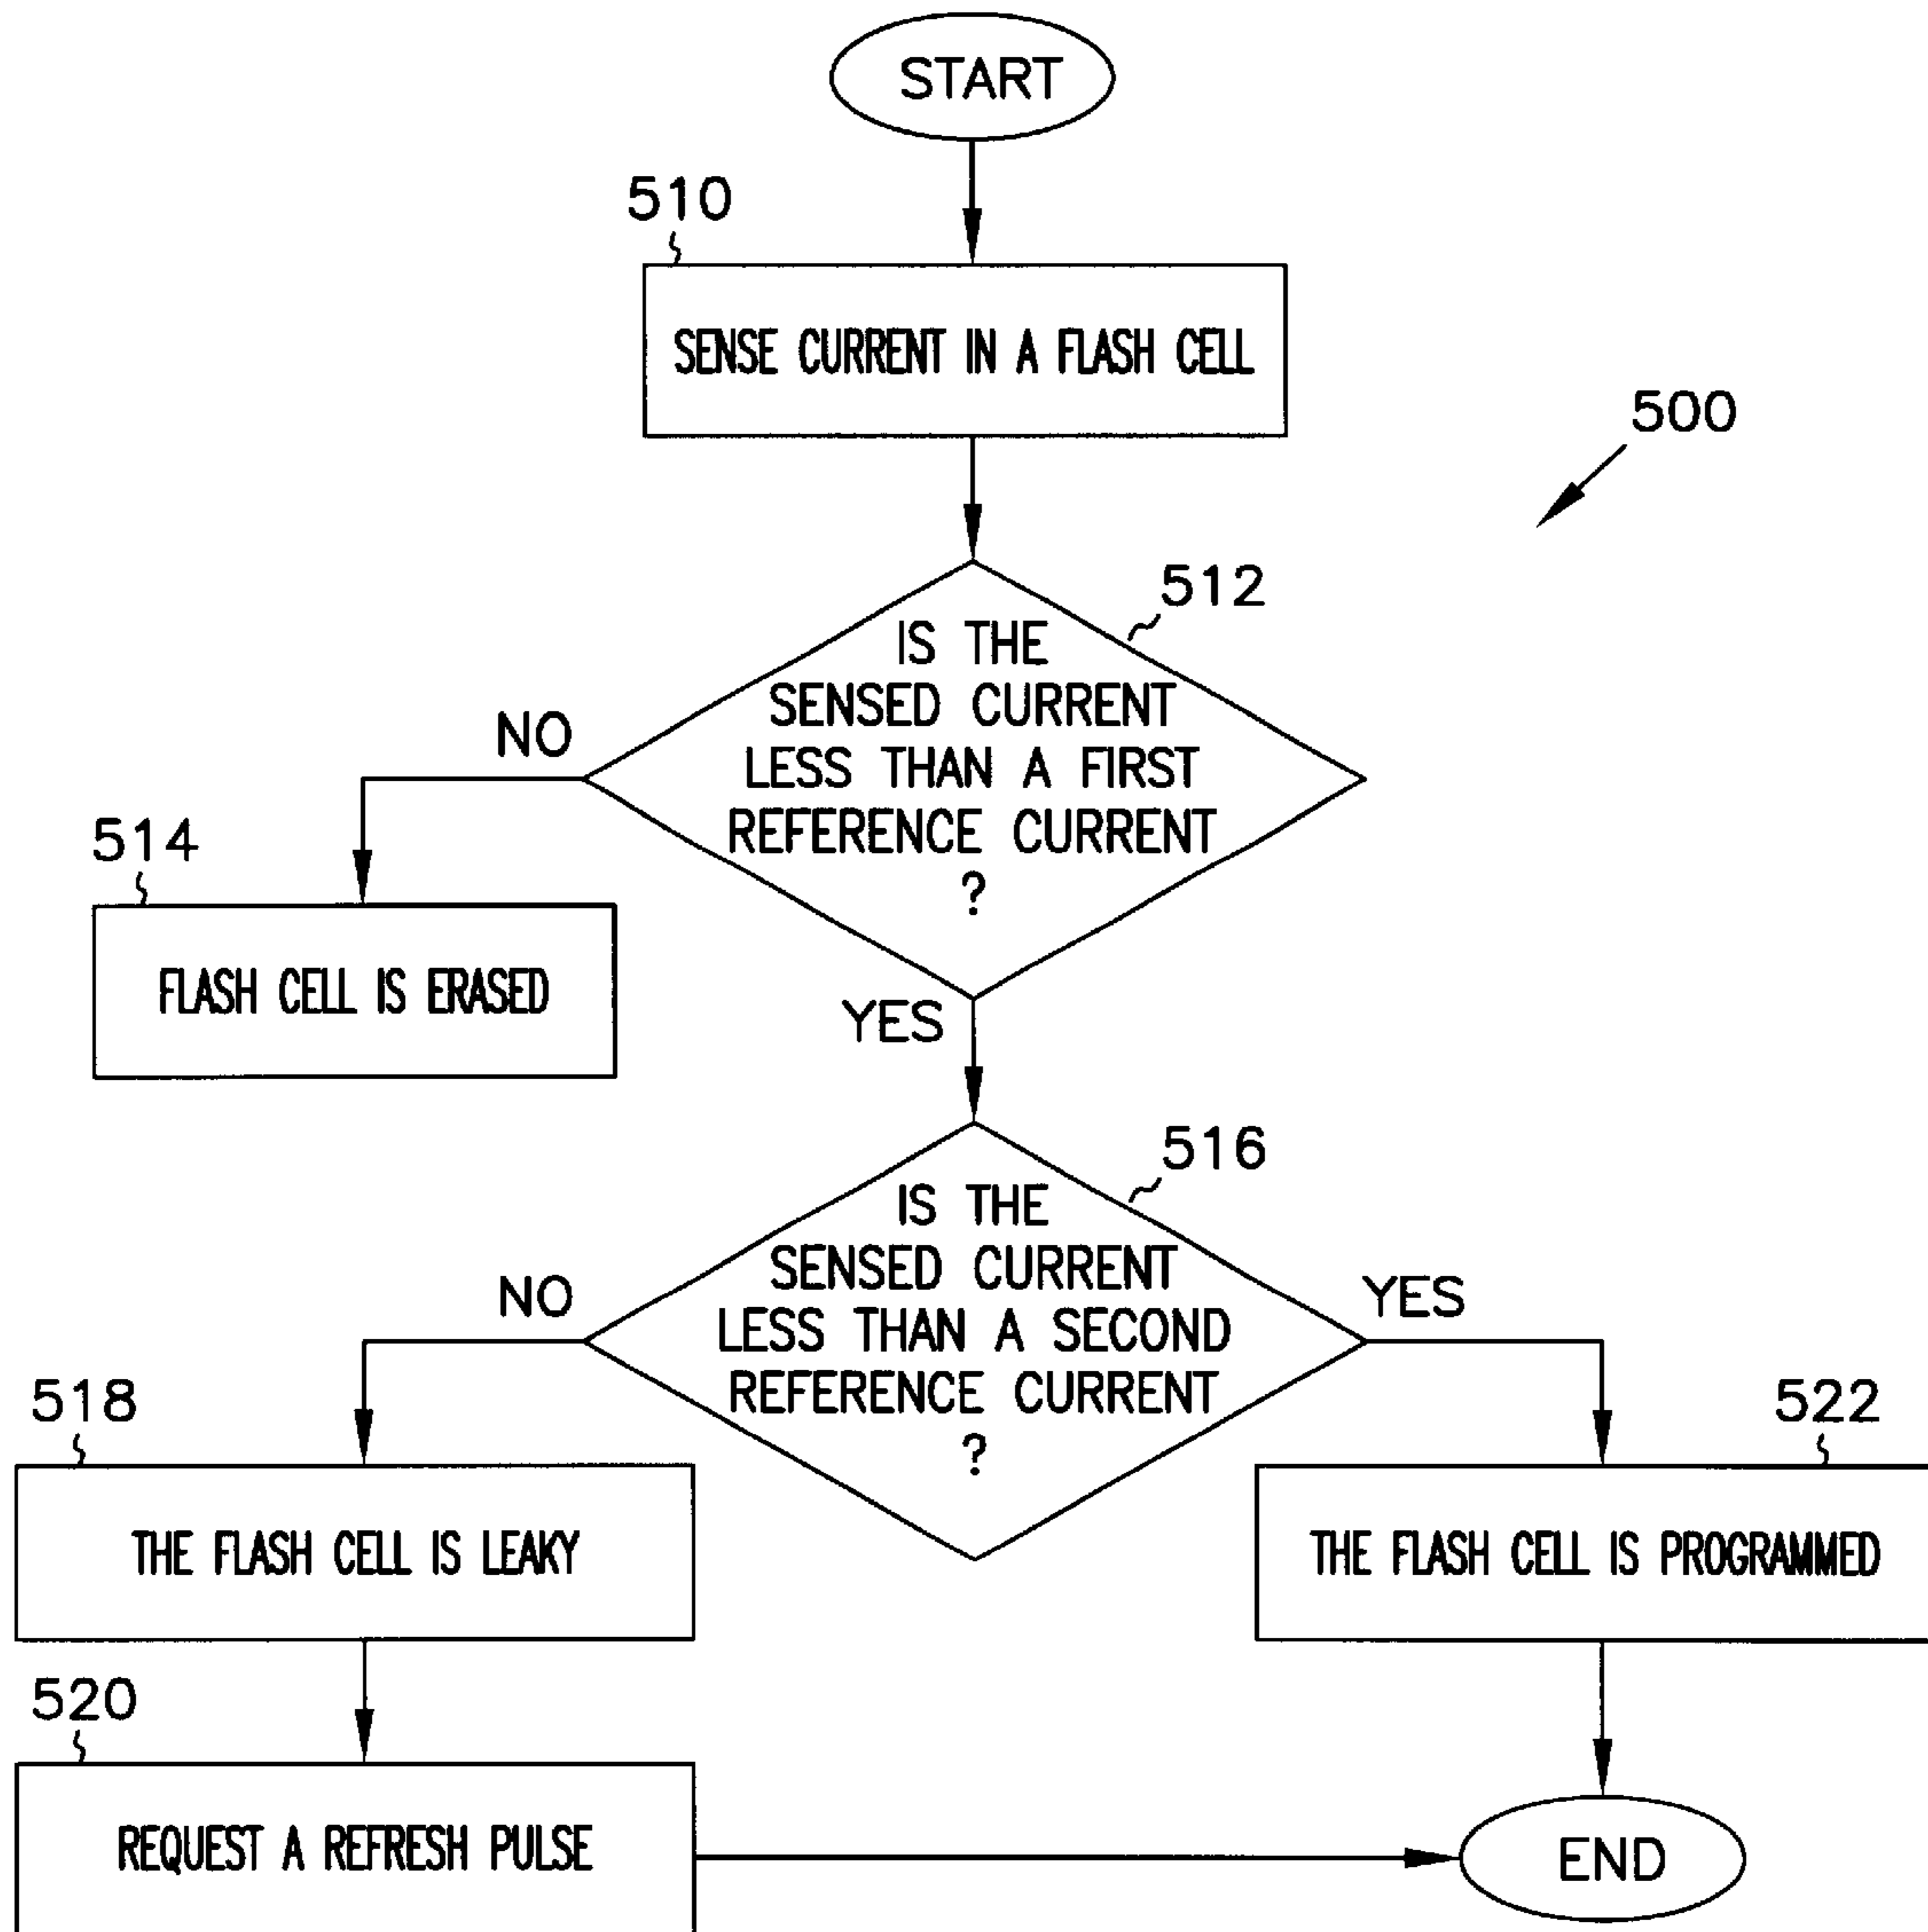 START
510
SENSE CURRENT IN A FLASH CELL
500
512
IS THE
SENSED CURRENT
LESS THAN A FIRST
REFERENCE CURRENT
?
NO
514
FLASH CELL IS ERASED
YES
516
IS THE
SENSED CURRENT
LESS THAN A SECOND
REFERENCE CURRENT
?
NO
YES
518
THE FLASH CELL IS LEAKY
522
THE FLASH CELL IS PROGRAMMED
520
REQUEST A REFRESH PULSE
END